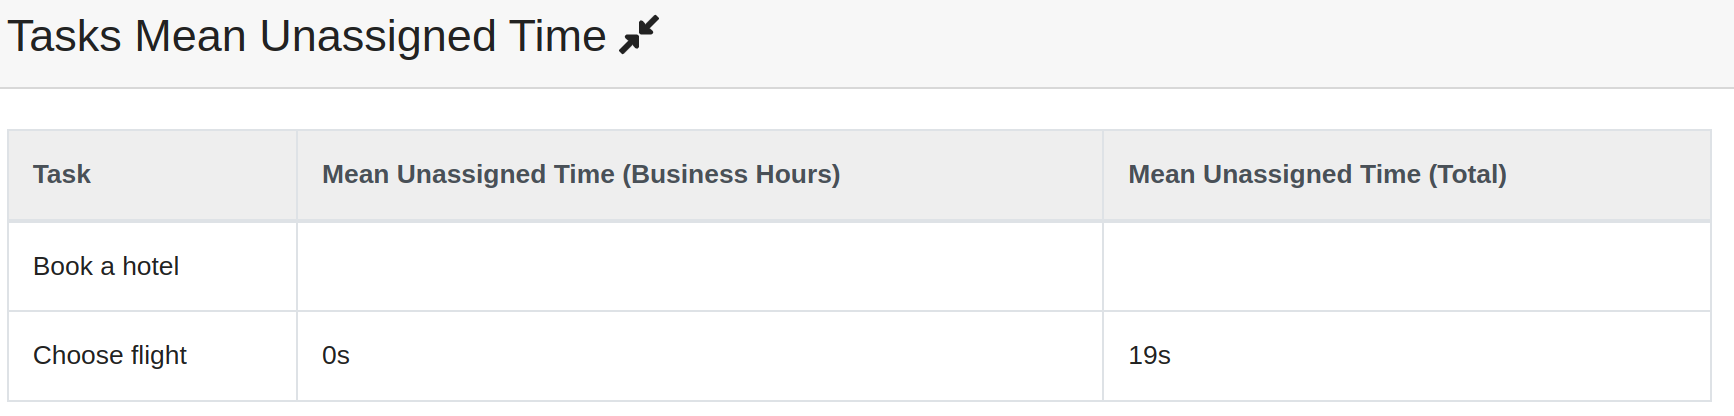 Tasks Mean Unassigned Time
Task Mean Unassigned Time (Business Hours) Mean Unassigned Time (Total)
Book a hotel
Choose flight 0s 19s